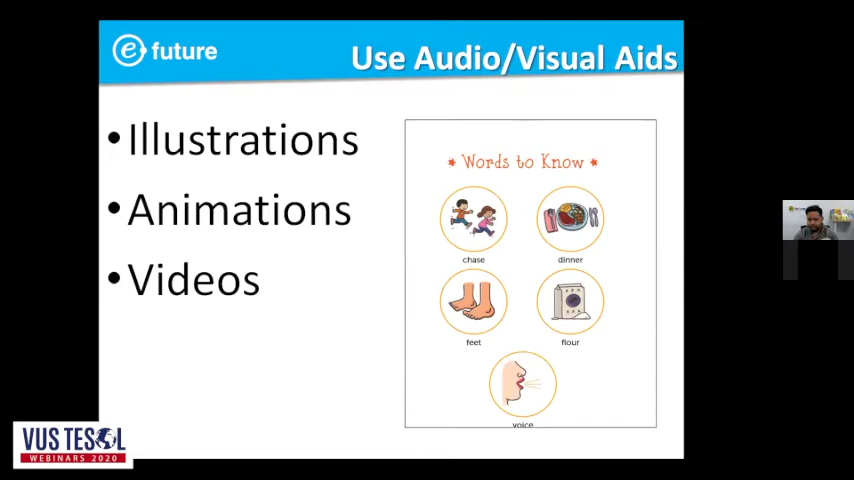 e future
Use Audio/Visual Aids
•Illustrations
•Animations
•Videos
Words to Know
chase
dinner
feet
flour
voice
VUS TESOL
WEBINARS 2020